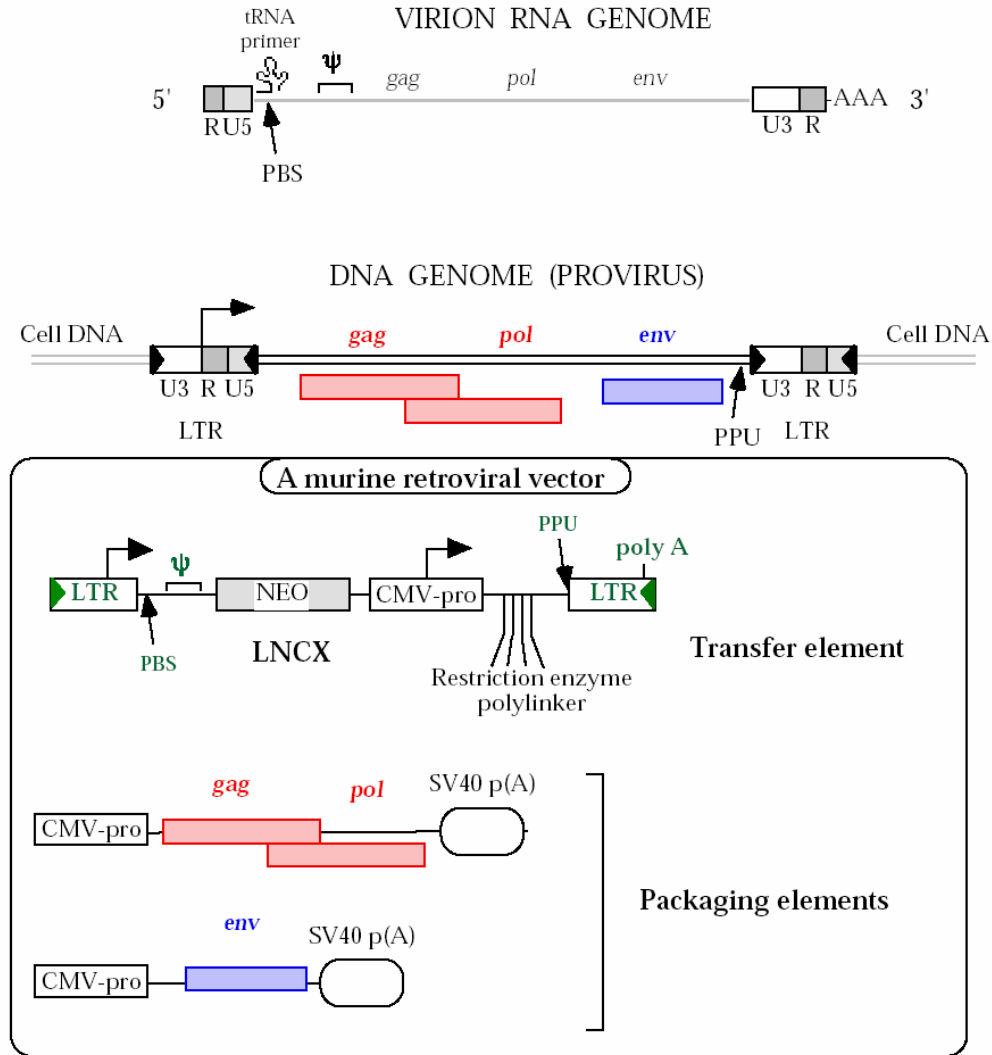 VIRION RNA GENOME
tRNA
primer
Ψ
gag pol env
5' AAA 3'
R U5 U3 R
PBS
DNA GENOME (PROVIRUS)
Cell DNA gag pol env Cell DNA
U3 R U5 U3 R U5
LTR PPU LTR
A murine retroviral vector
PPU
poly A
Ψ
LTR NEO CMV-pro LTR
PBS LNCX Transfer element
Restriction enzyme
polylinker
gag pol SV40 p(A)
CMV-pro
Packaging elements
env SV40 p(A)
CMV-pro